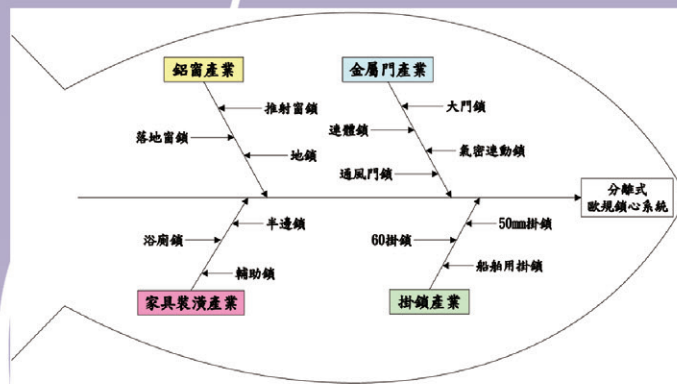 鋁窗產業
金屬門產業
推射窗鎖
大門鎖
落地窗鎖
連體鎖
地鎖
氣密連動鎖
通風門鎖
分離式
歐規鎖心系統
半邊鎖
50mm掛鎖
浴廁鎖
60掛鎖
輔助鎖
船舶用掛鎖
家具裝潢產業
掛鎖產業